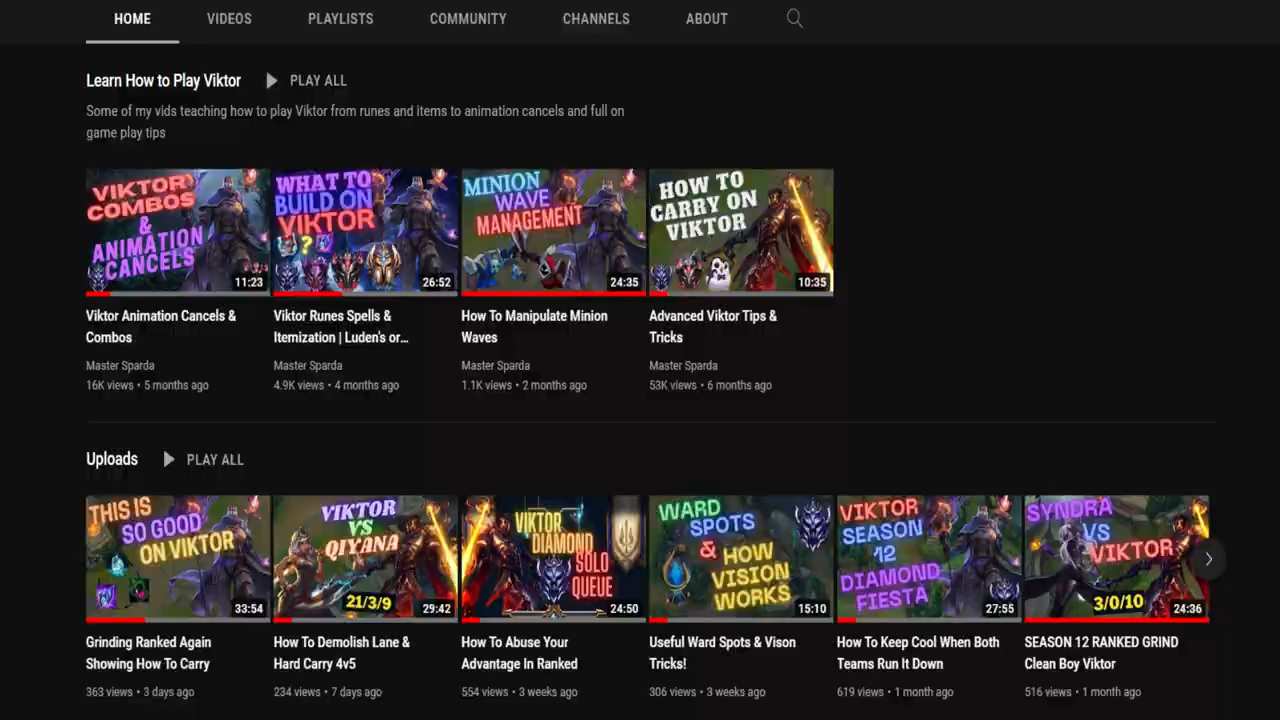 HOME VIDEOS PLAYLISTS COMMUNITY CHANNELS ABOUT
Learn How to Play Viktor PLAY ALL
Some of my vids teaching how to play Viktor from runes and items to animation cancels and full on
game play tips
VIKTOR
COMBOS
&
ANIMATION
CANCELS
11:23
WHAT TO
BUILD ON
VIKTOR
?
26:52
MINION
WAVE
MANAGEMENT
24:35
HOW TO
CARRY ON
VIKTOR
10:35
Viktor Animation Cancels &
Combos
Master Sparda
16K views • 5 months ago
Viktor Runes Spells &
Itemization | Luden's or...
Master Sparda
4.9K views • 4 months ago
How To Manipulate Minion
Waves
Master Sparda
1.1K views • 2 months ago
Advanced Viktor Tips &
Tricks
Master Sparda
53K views • 6 months ago
Uploads PLAY ALL
THIS IS
SO GOOD
ON VIKTOR
33:54
VIKTOR
VS
QIYANA
21/3/9
29:42
VIKTOR
DIAMOND
SOLO
QUEUE
24:50
WARD
SPOTS
& HOW
VISION
WORKS
15:10
VIKTOR
SEASON
12
DIAMOND
FIESTA
27:55
SYNDRA
VS
VIKTOR
3/0/10
24:36
Grinding Ranked Again
Showing How To Carry
363 views • 3 days ago
How To Demolish Lane &
Hard Carry 4v5
234 views • 7 days ago
How To Abuse Your
Advantage In Ranked
554 views • 3 weeks ago
Useful Ward Spots & Vison
Tricks!
306 views • 3 weeks ago
How To Keep Cool When Both
Teams Run It Down
619 views • 1 month ago
SEASON 12 RANKED GRIND
Clean Boy Viktor
516 views • 1 month ago